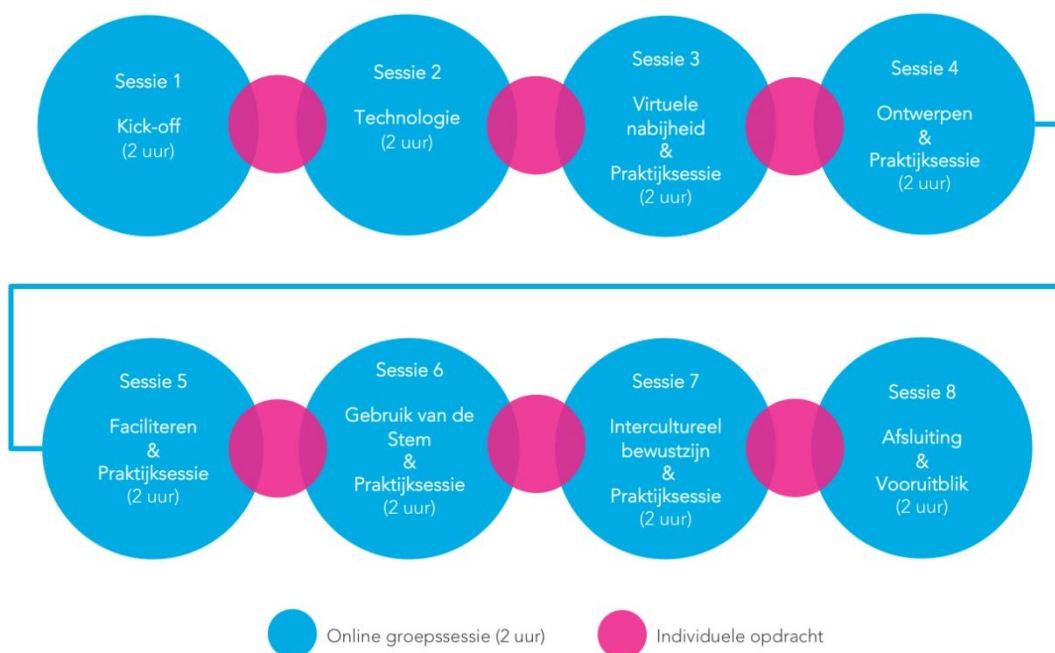 Sessie 1
Kick-off
(2 uur)
Sessie 2
Technologie
(2 uur)
Sessie 3
Virtuele
nabijheid
&
Praktijksessie
(2 uur)
Sessie 4
Ontwerpen
&
Praktijksessie
(2 uur)
Sessie 5
Faciliteren
&
Praktijksessie
(2 uur)
Sessie 6
Gebruik van de
Stem
&
Praktijksessie
(2 uur)
Sessie 7
Intercultureel
bewustzijn
&
Praktijksessie
(2 uur)
Sessie 8
Afsluiting
&
Vooruitblik
(2 uur)
Online groepssessie (2 uur)
Individuele opdracht